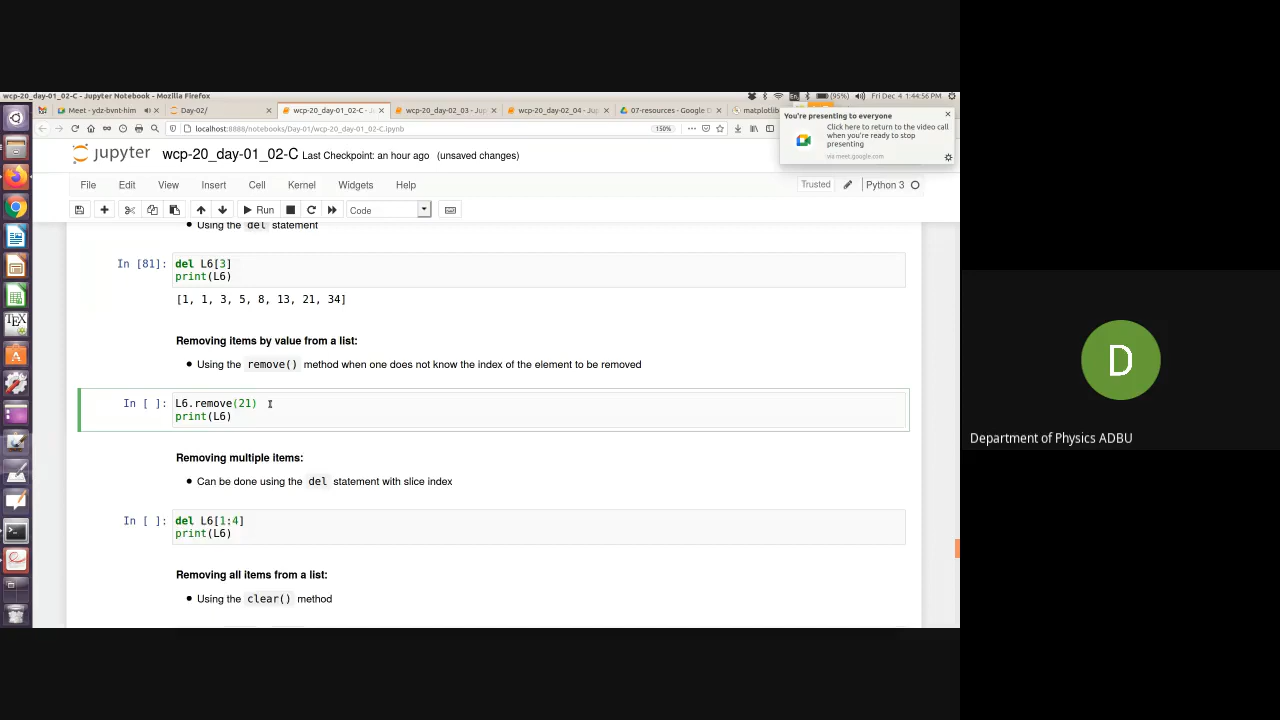 wcp-20_day-01_02-C - Jupyter Notebook - Mozilla Firefox
(95%) Fri Dec 4 1:44:56 PM
Meet - ydz-bvnt-him
Day-02/
wcp-20_day-01_02-C - J
wcp-20_day-02_03 - Jup
wcp-20_day-02_04 - Jup
07-resources - Google D
matplotlib
localhost:8888/notebooks/Day-01/wcp-20_day-01_02-C.ipynb
150%
You're presenting to everyone
Click here to return to the video call
when you're ready to stop
presenting
via meet.google.com
jupyter wcp-20_day-01_02-C Last Checkpoint: an hour ago (unsaved changes)
File Edit View Insert Cell Kernel Widgets Help
Trusted Python 3
Run Code
Using the del statement
In [81]: del L6[3]
print(L6)
[1, 1, 3, 5, 8, 13, 21, 34]
Removing items by value from a list:
Using the remove() method when one does not know the index of the element to be removed
In [ ]: L6.remove(21)
print(L6)
Removing multiple items:
Can be done using the del statement with slice index
In [ ]: del L6[1:4]
print(L6)
Removing all items from a list:
Using the clear() method
TEX
D
Department of Physics ADBU